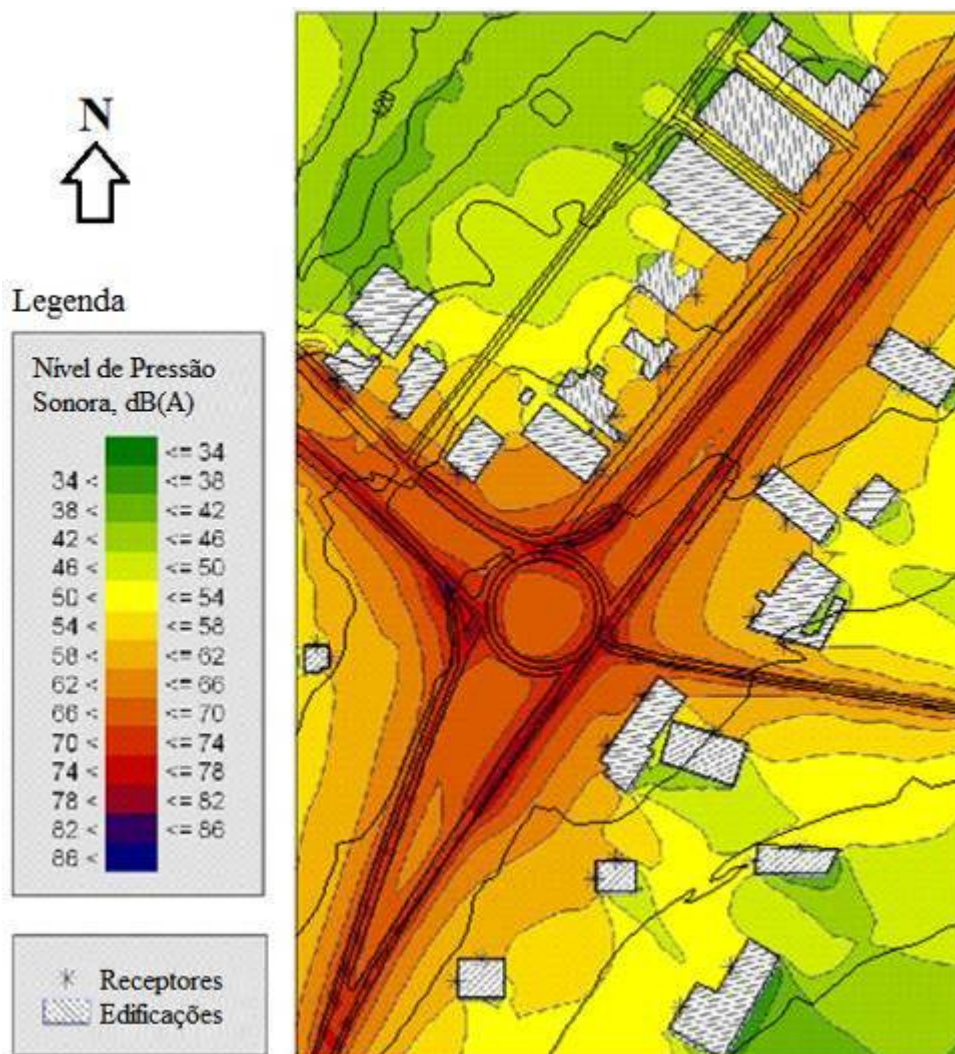 N
Legenda
Nível de Pressão
Sonora, dB(A)
<= 34
34 < <= 38
38 < <= 42
42 < <= 46
46 < <= 50
50 < <= 54
54 < <= 58
58 < <= 62
62 < <= 66
66 < <= 70
70 < <= 74
74 < <= 78
78 < <= 82
82 < <= 86
86 <
Receptores
Edificações